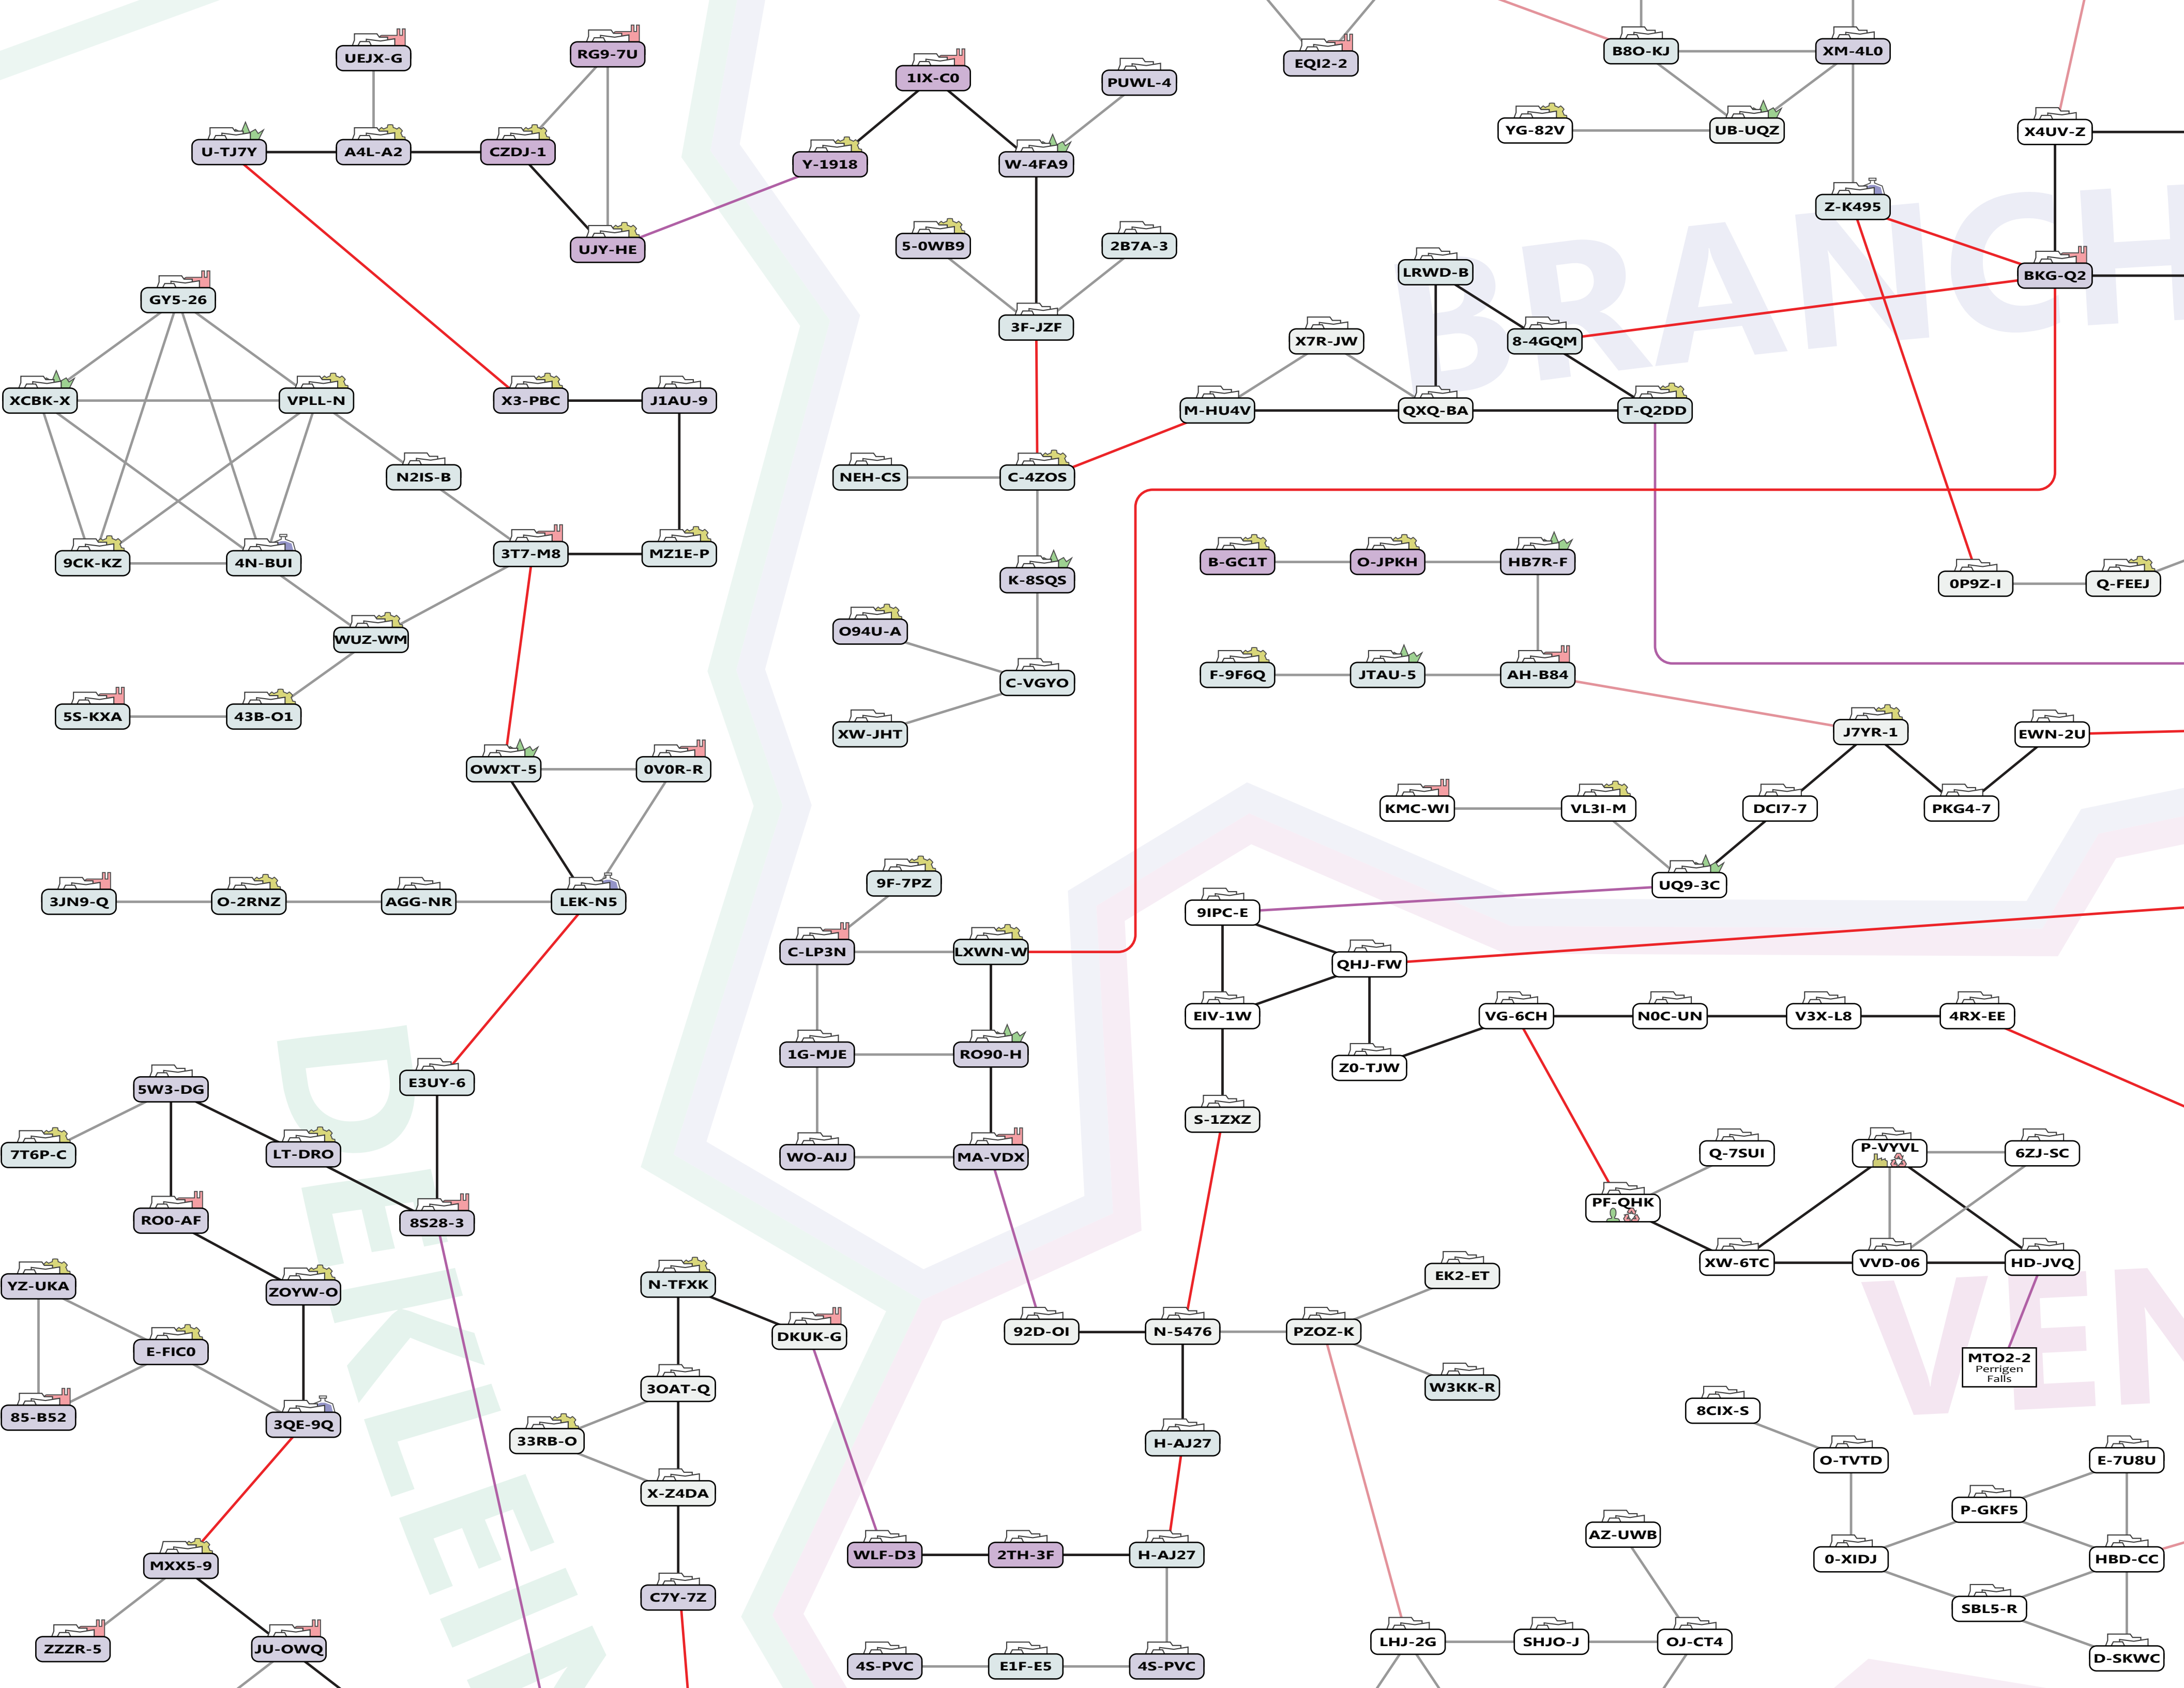 UEJX-G
RG9-7U
1IX-C0
PUWL-4
EQI2-2
B8O-KJ
XM-4L0
U-TJ7Y
A4L-A2
CZDJ-1
Y-1918
W-4FA9
YG-82V
UB-UQZ
X4UV-Z
UJY-HE
5-0WB9
2B7A-3
Z-K495
BRANCH
GY5-26
3F-JZF
LRWD-B
BKG-Q2
X7R-JW
8-4GQM
XCBK-X
VPLL-N
X3-PBC
J1AU-9
M-HU4V
QXQ-BA
T-Q2DD
N2IS-B
NEH-CS
C-4ZOS
9CK-KZ
4N-BUI
3T7-M8
MZ1E-P
K-8SQS
B-GC1T
O-JPKH
HB7R-F
0P9Z-I
Q-FEEJ
WUZ-WM
O94U-A
C-VGYO
F-9F6Q
JTAU-5
AH-B84
5S-KXA
43B-O1
XW-JHT
J7YR-1
EWN-2U
OWXT-5
0V0R-R
KMC-WI
VL3I-M
DCI7-7
PKG4-7
3JN9-Q
O-2RNZ
AGG-NR
LEK-N5
9F-7PZ
9IPC-E
UQ9-3C
C-LP3N
LXWN-W
QHJ-FW
EIV-1W
VG-6CH
N0C-UN
V3X-L8
4RX-EE
5W3-DG
E3UY-6
1G-MJE
RO90-H
Z0-TJW
DEKLEIN
7T6P-C
LT-DRO
WO-AIJ
MA-VDX
S-1ZXZ
Q-7SUI
P-VYVL
6ZJ-SC
RO0-AF
8S28-3
PF-QHK
XW-6TC
VVD-06
HD-JVQ
YZ-UKA
ZOYW-O
N-TFXK
EK2-ET
VEN
E-FIC0
DKUK-G
92D-OI
N-5476
PZOZ-K
MTO2-2
Perrigen
Falls
85-B52
3QE-9Q
3OAT-Q
W3KK-R
8CIX-S
33RB-O
H-AJ27
O-TVTD
E-7U8U
X-Z4DA
P-GKF5
MXX5-9
WLF-D3
2TH-3F
H-AJ27
AZ-UWB
0-XIDJ
HBD-CC
C7Y-7Z
SBL5-R
ZZZR-5
JU-OWQ
4S-PVC
E1F-E5
4S-PVC
LHJ-2G
SHJO-J
OJ-CT4
D-SKWC